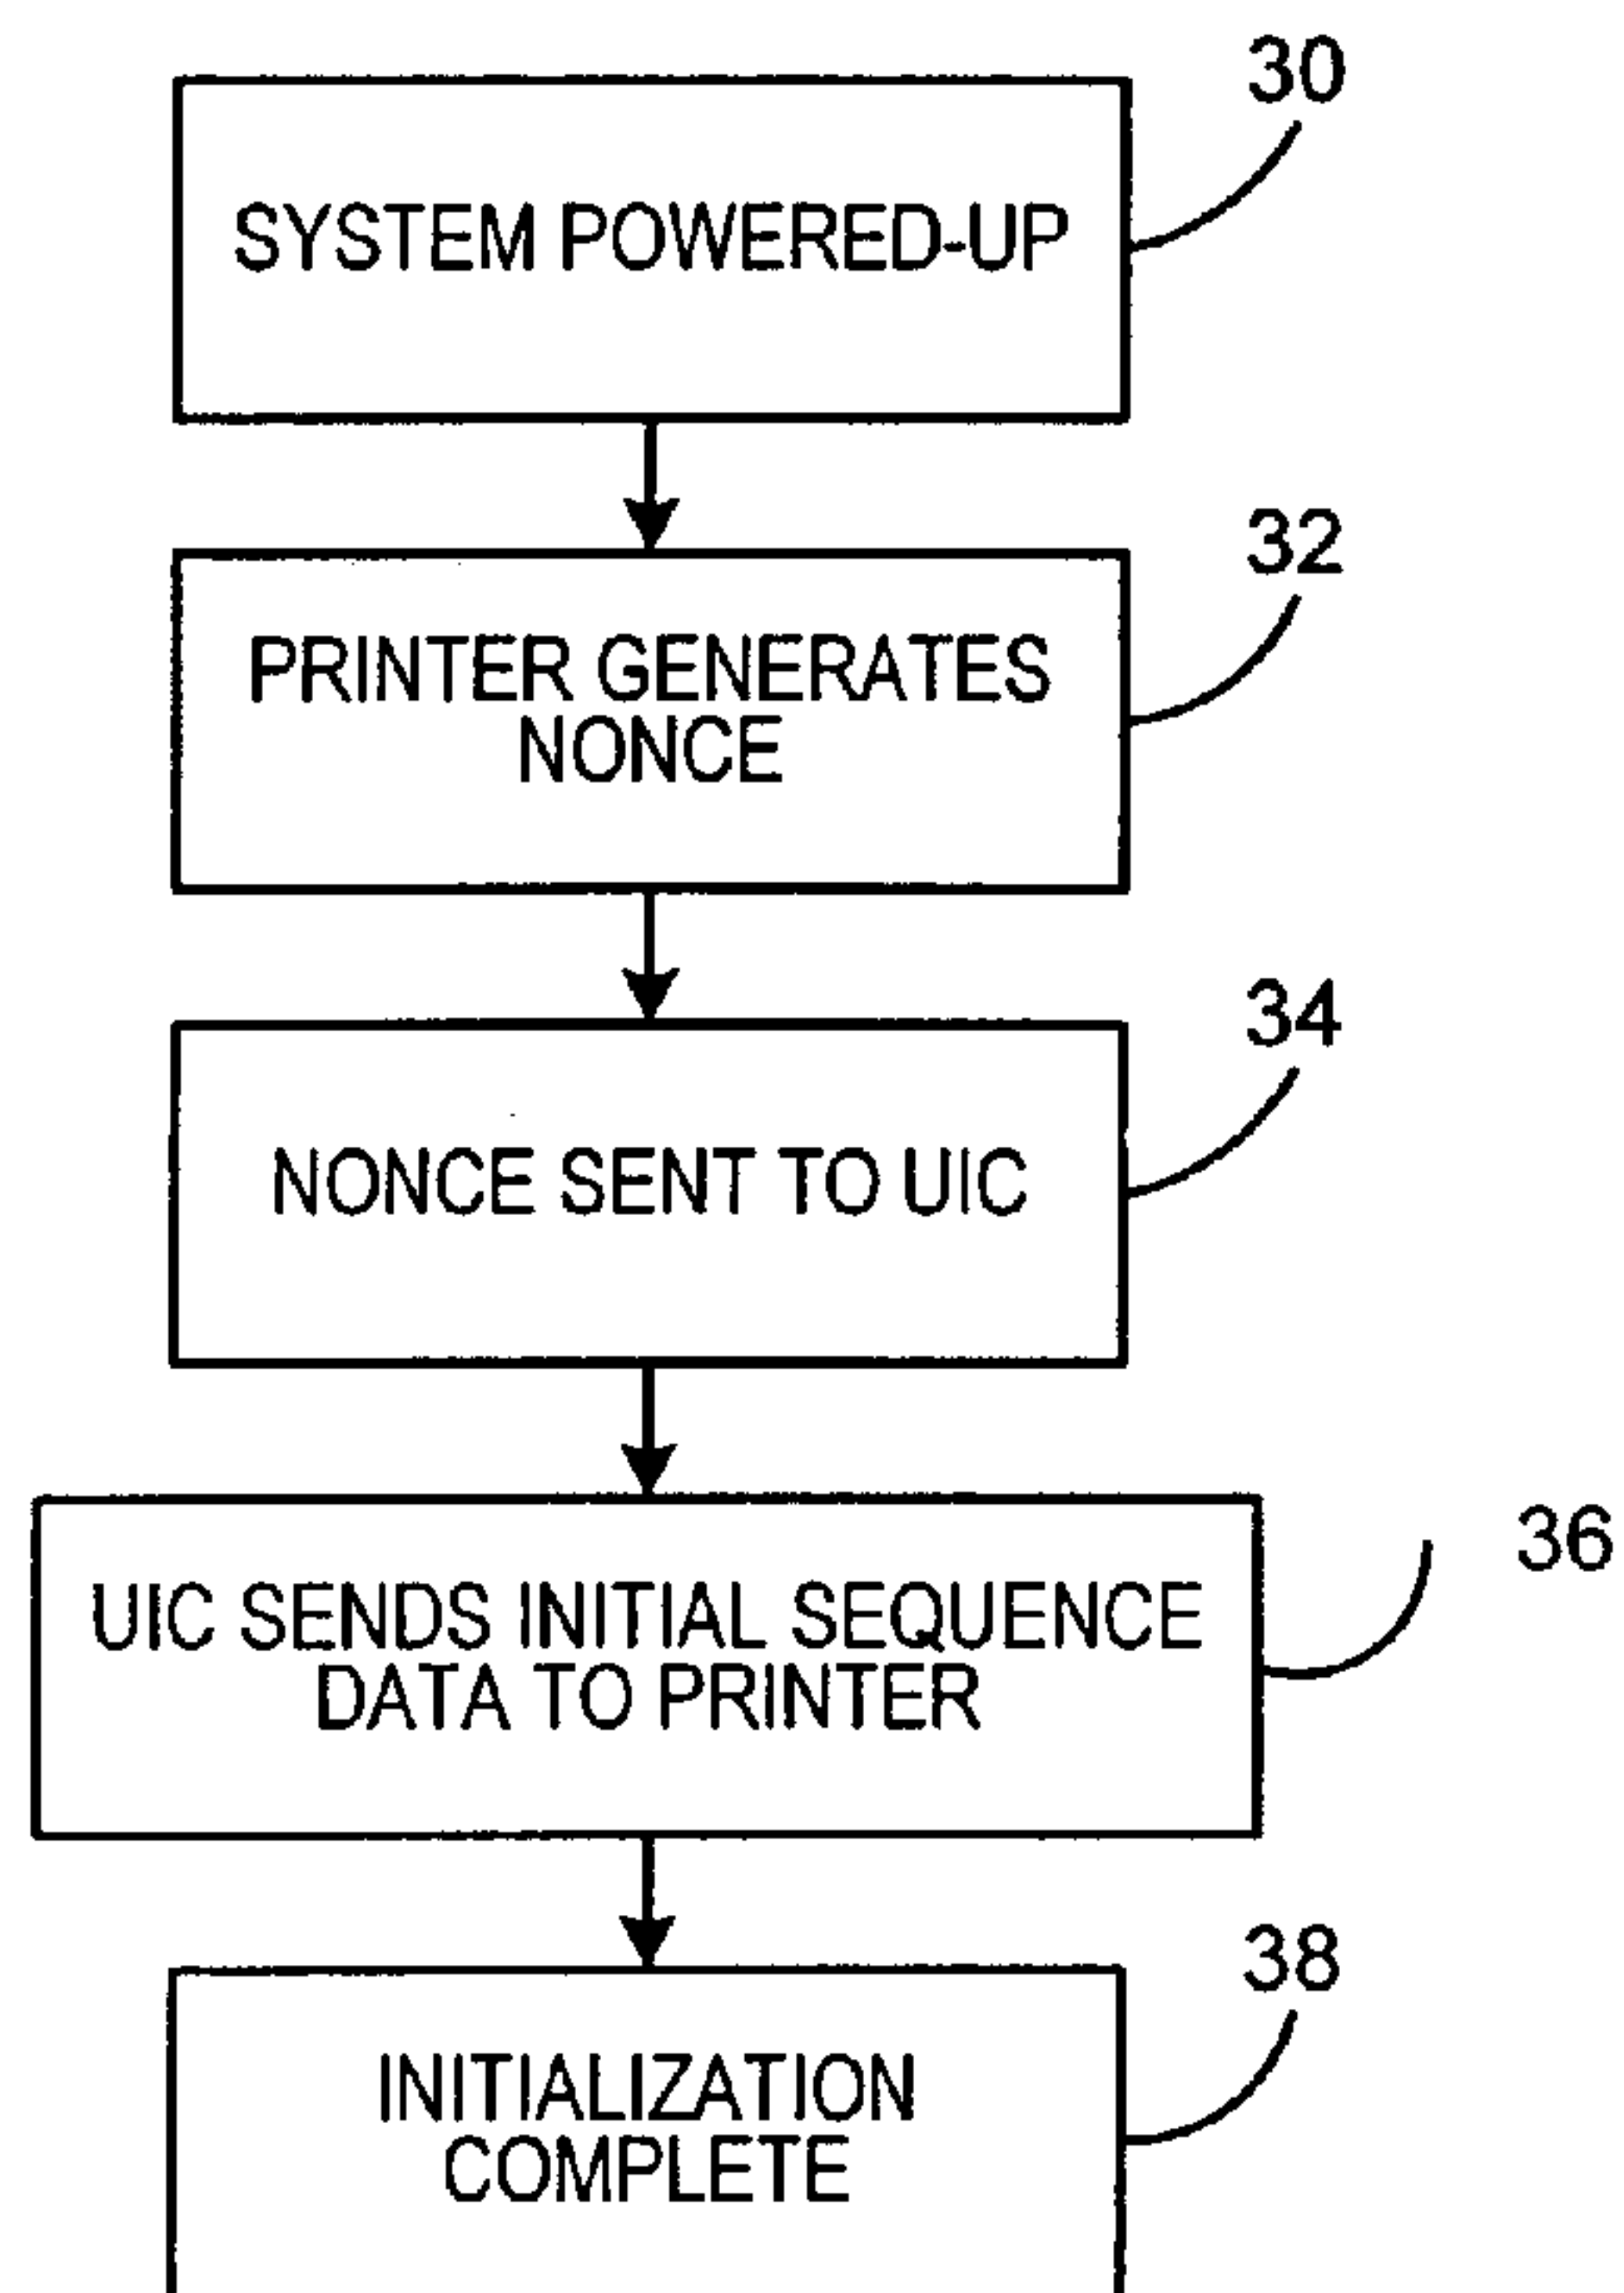 30
SYSTEM POWERED-UP
32
PRINTER GENERATES
NONCE
34
NONCE SENT TO UIC
36
UIC SENDS INITIAL SEQUENCE
DATA TO PRINTER
38
INITIALIZATION
COMPLETE